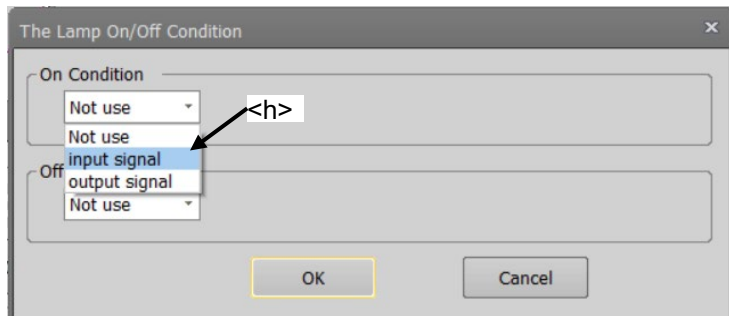 The Lamp On/Off Condition
×
On Condition
Not use
<h>
Not use
input signal
Off
output signal
Not use
OK
Cancel